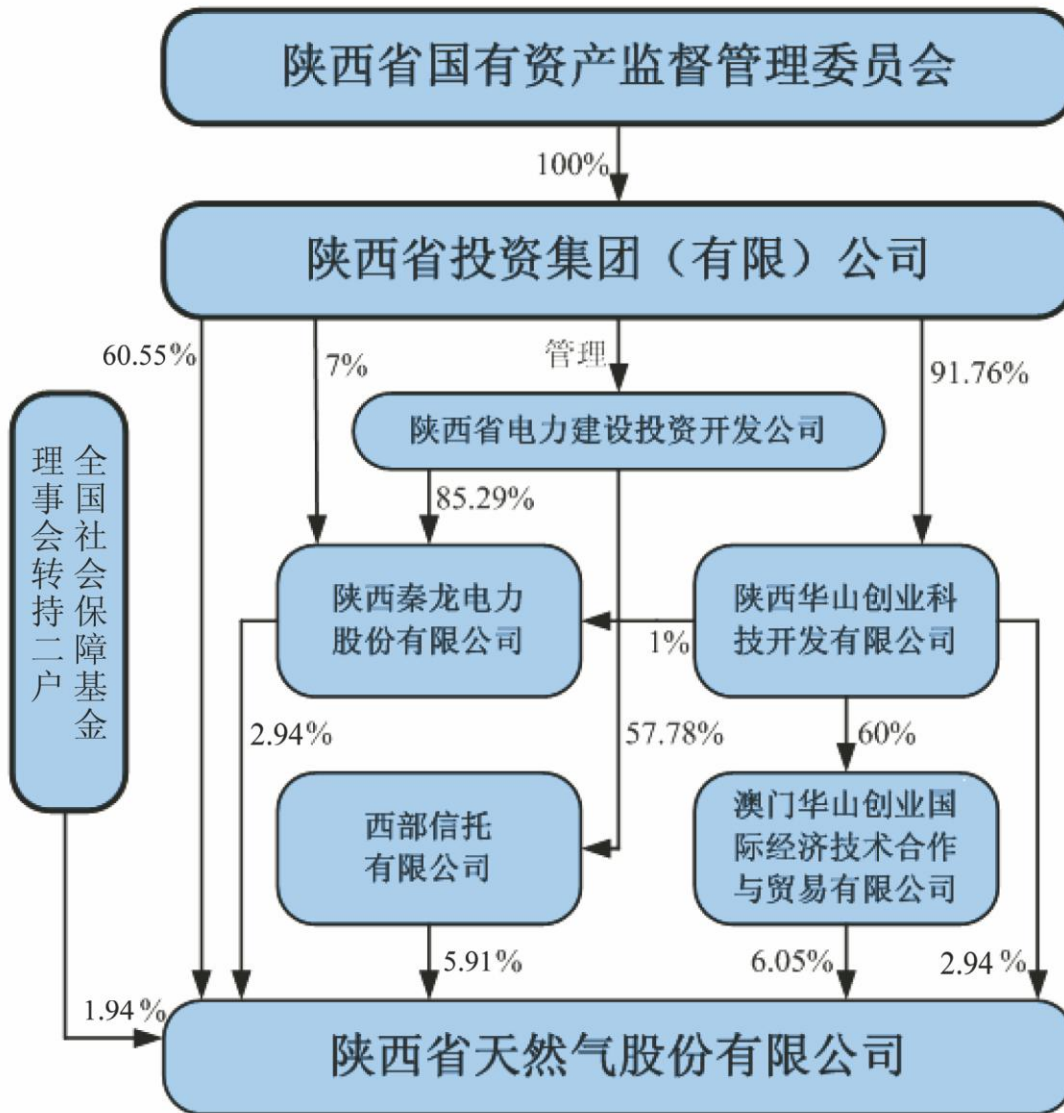 陕西省国有资产监督管理委员会
100%
陕西省投资集团（有限）公司
60.55%
7%
管理
91.76%
陕西省电力建设投资开发公司
全国社会保障基金
理事会转持二户
85.29%
陕西秦龙电力
股份有限公司
陕西华山创业科
技开发有限公司
1%
2.94%
57.78%
60%
西部信托
有限公司
澳门华山创业国
际经济技术合作
与贸易有限公司
5.91%
6.05%
2.94%
1.94%
陕西省天然气股份有限公司